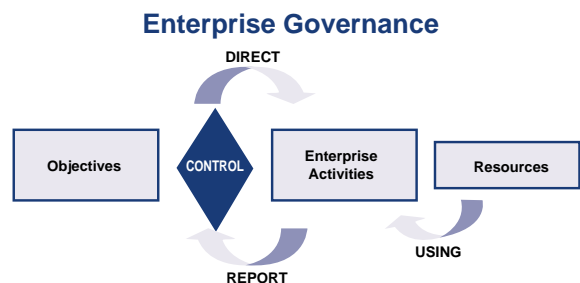 Enterprise Governance
DIRECT
Objectives
CONTROL
Enterprise
Activities
Resources
USING
REPORT